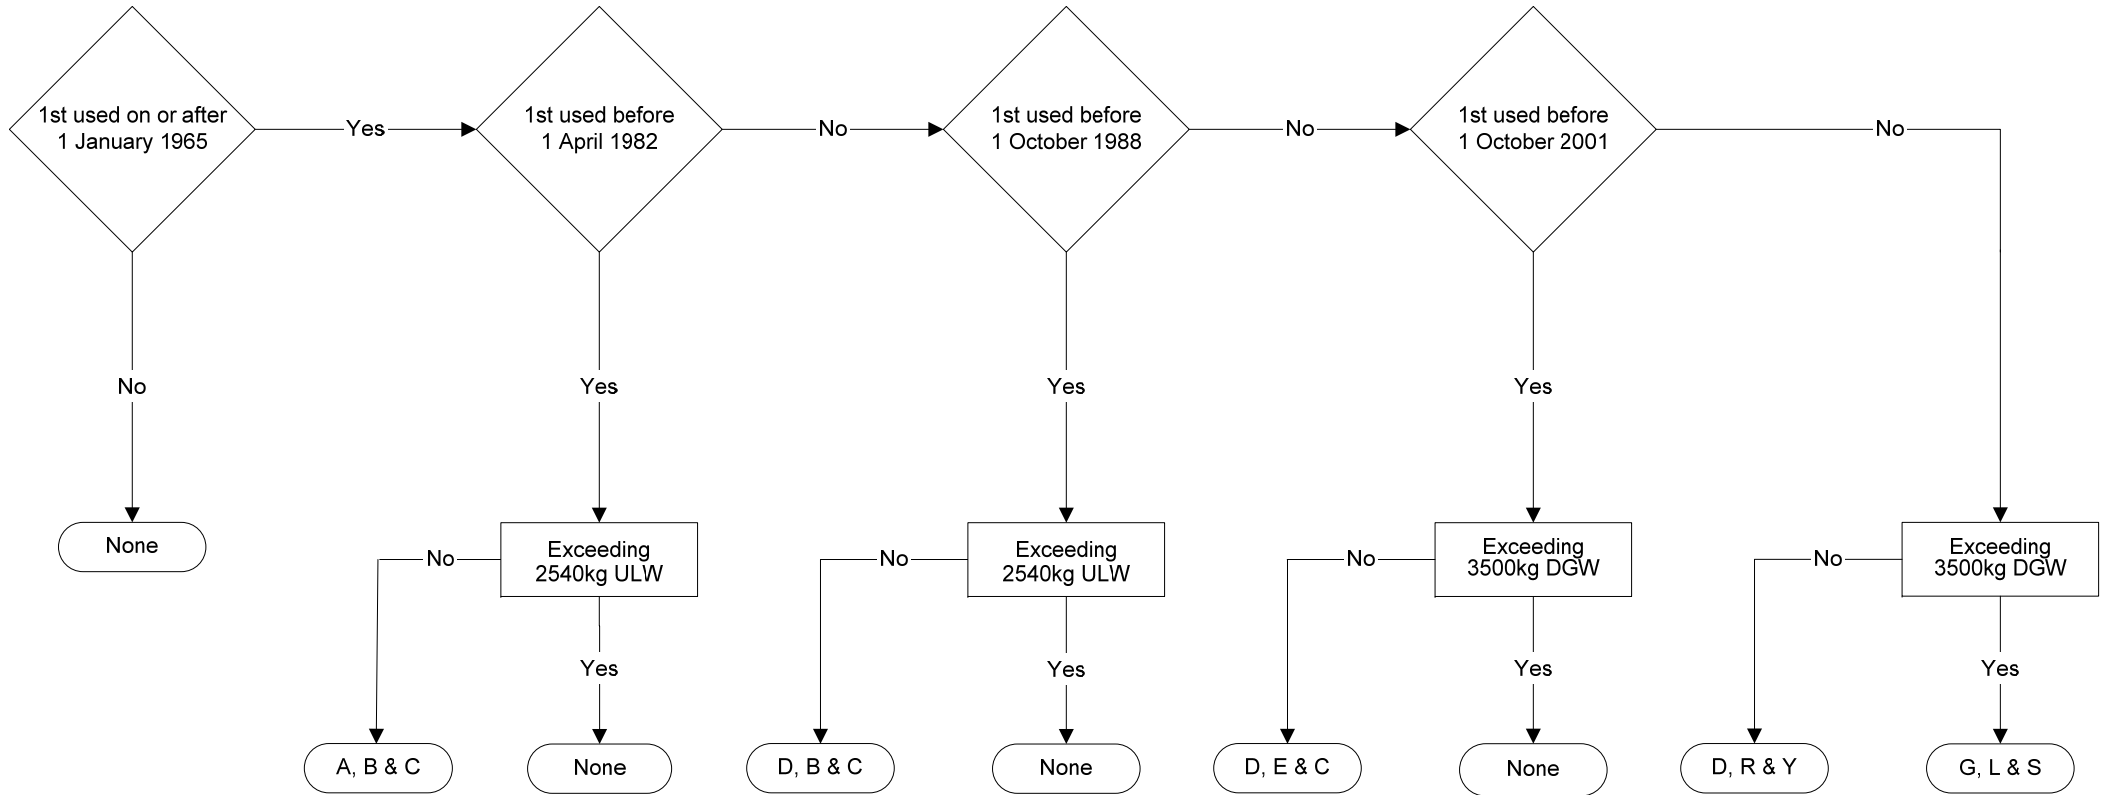 1st used on or after
1 January 1965
Yes
1st used before
1 April 1982
No
1st used before
1 October 1988
No
1st used before
1 October 2001
No
No
Yes
Yes
Yes
None
No
Exceeding
2540kg ULW
No
Exceeding
2540kg ULW
No
Exceeding
3500kg DGW
No
Exceeding
3500kg DGW
Yes
Yes
Yes
Yes
A, B & C
None
D, B & C
None
D, E & C
None
D, R & Y
G, L & S